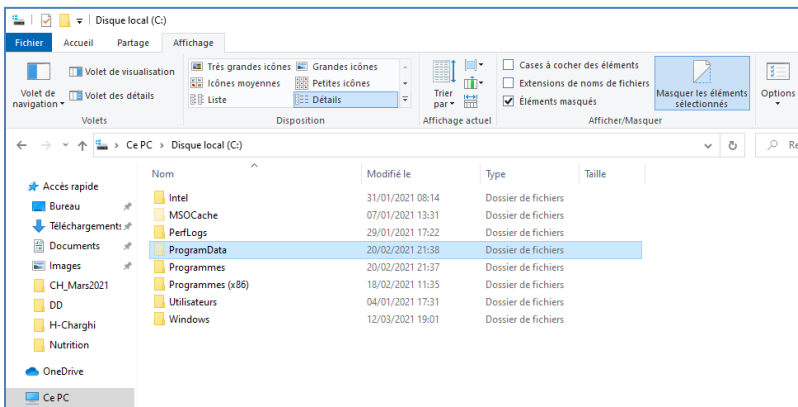 Disque local (C:)
Fichier Accueil Partage Affichage
Volet de navigation
Volet de visualisation
Volet des détails
Volets
Très grandes icônes Grandes icônes
Icônes moyennes Petites icônes
Liste Détails
Disposition
Trier par
Affichage actuel
Cases à cocher des éléments
Extensions de noms de fichiers
Éléments masqués
Masquer les éléments sélectionnés
Afficher/Masquer
Options
Ce PC > Disque local (C:) Re
Nom Modifié le Type Taille
Intel 31/01/2021 08:14 Dossier de fichiers
MSOCache 07/01/2021 13:31 Dossier de fichiers
PerfLogs 29/01/2021 17:22 Dossier de fichiers
ProgramData 20/02/2021 21:38 Dossier de fichiers
Programmes 20/02/2021 21:37 Dossier de fichiers
Programmes (x86) 18/02/2021 11:35 Dossier de fichiers
Utilisateurs 04/01/2021 17:31 Dossier de fichiers
Windows 12/03/2021 19:01 Dossier de fichiers
Accès rapide
Bureau
Téléchargements
Documents
Images
CH_Mars2021
DD
H-Charghi
Nutrition
OneDrive
Ce PC